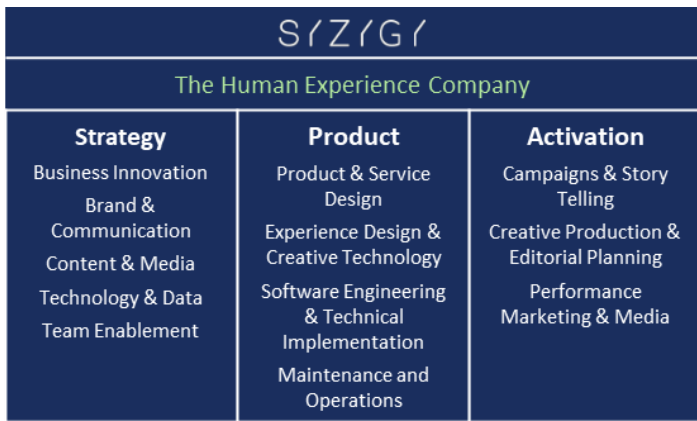 SYZYGY
The Human Experience Company
Strategy
Business Innovation
Brand &
Communication
Content & Media
Technology & Data
Team Enablement
Product
Product & Service
Design
Experience Design &
Creative Technology
Software Engineering
& Technical
Implementation
Maintenance and
Operations
Activation
Campaigns & Story
Telling
Creative Production &
Editorial Planning
Performance
Marketing & Media